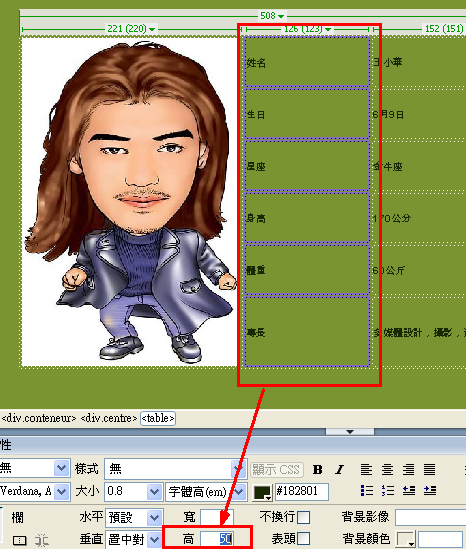 508
221 (220)
126 (123)
152 (151)
姓名
王小華
生日
6月9日
星座
金牛座
身高
170公分
體重
60公斤
專長
多媒體設計，攝影，
<div.conteneur> <div.centre> <table>
性
無
樣式
無
顯示 CSS
B
I
Verdana, A
大小
0.8
字體高(em)
#182801
欄
水平
預設
寬
不換行
背景影像
垂直
置中對
高
50
表頭
背景顏色